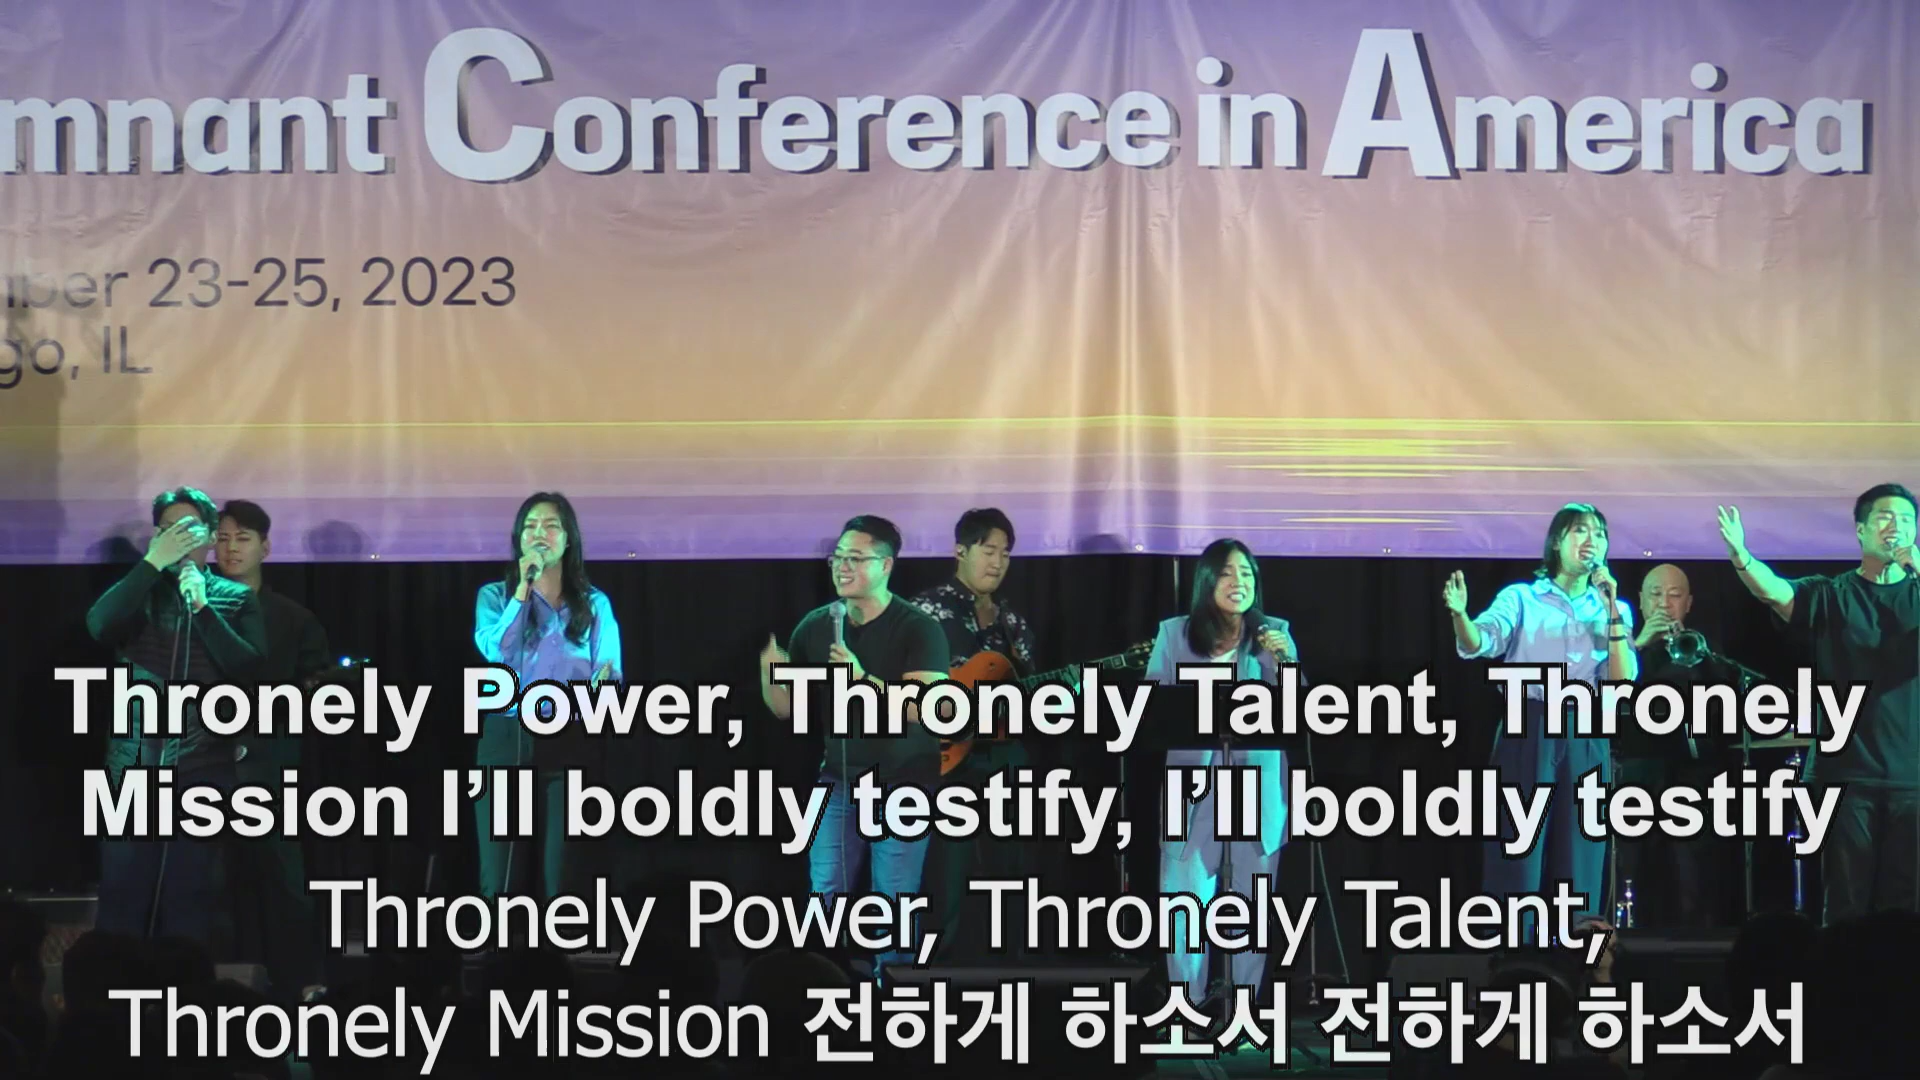 mnant Conference in America
mber 23-25, 2023
go, IL
Thronely Power, Thronely Talent, Thronely
Mission I’ll boldly testify, I’ll boldly testify
Thronely Power, Thronely Talent,
Thronely Mission 전하게 하소서 전하게 하소서